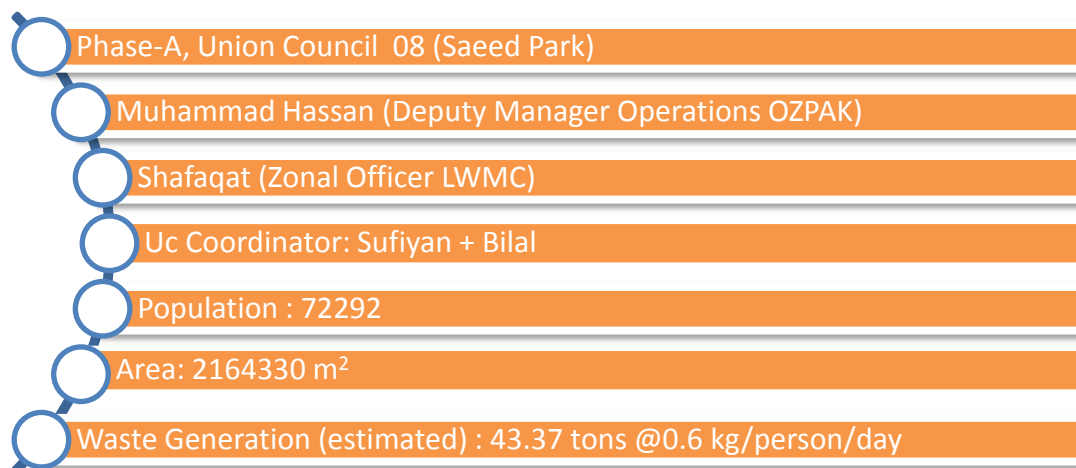 Phase-A, Union Council  08 (Saeed Park)
Muhammad Hassan (Deputy Manager Operations OZPAK)
Shafaqat (Zonal Officer LWMC)
Uc Coordinator: Sufiyan + Bilal
Population : 72292
Area: 2164330 m²
Waste Generation (estimated) : 43.37 tons @0.6 kg/person/day